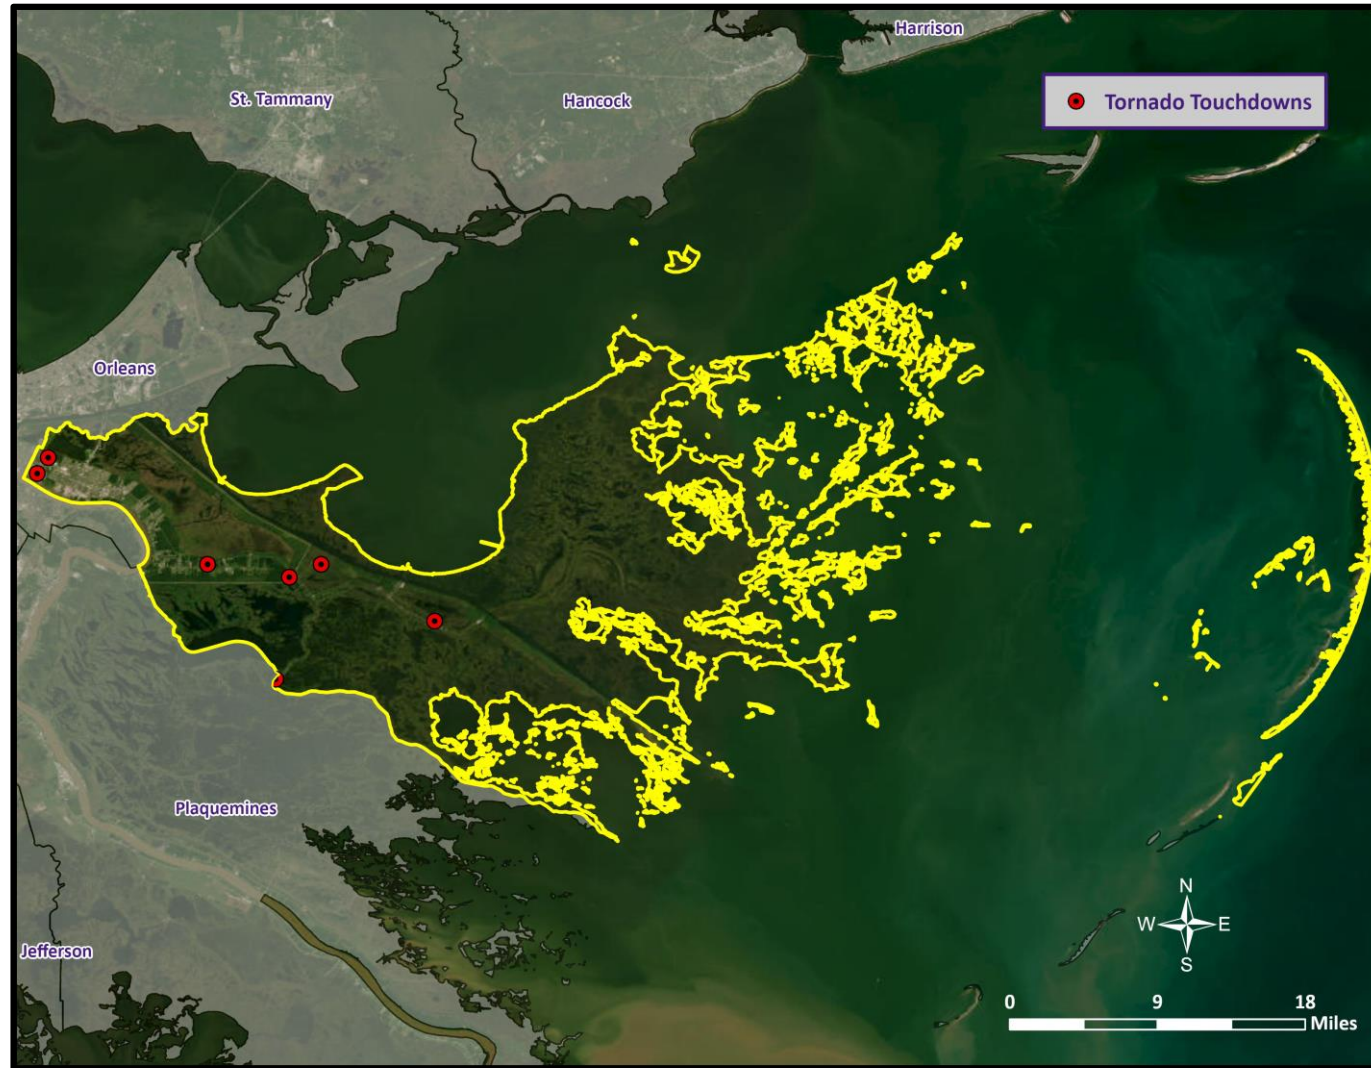 Harrison
St. Tammany
Hancock
Tornado Touchdowns
Orleans
Plaquemines
Jefferson
N
W E
S
0 9 18
Miles